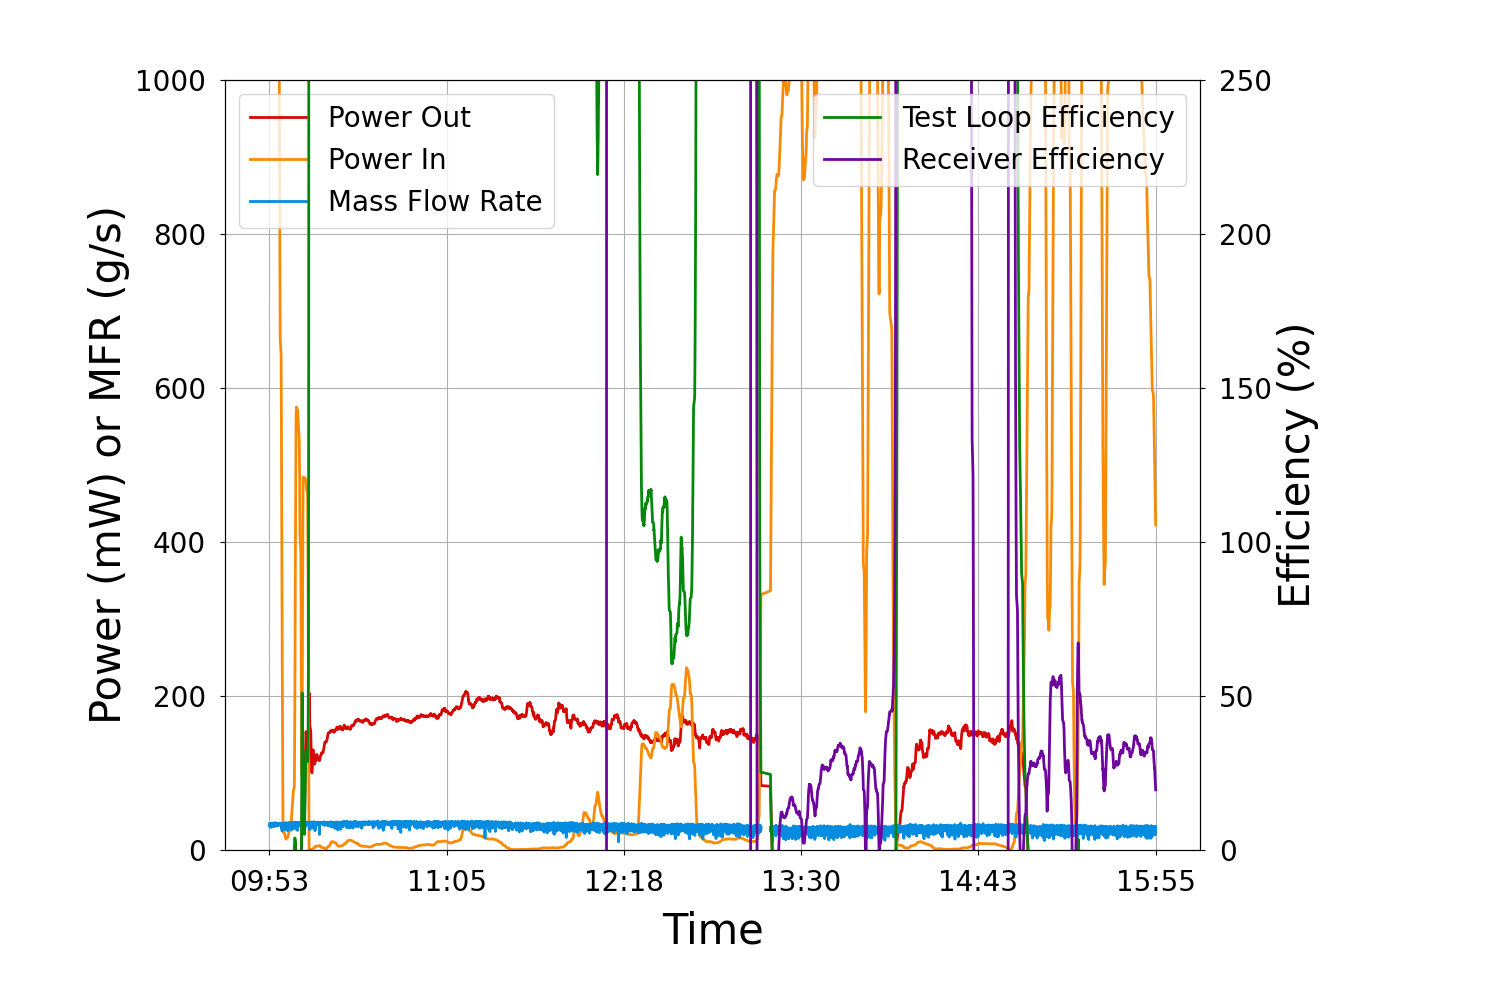 1000
800
600
400
200
0
Power (mW) or MFR (g/s)
Power Out
Power In
Mass Flow Rate
Test Loop Efficiency
Receiver Efficiency
250
200
150
100
50
0
Efficiency (%)
09:53
11:05
12:18
13:30
14:43
15:55
Time